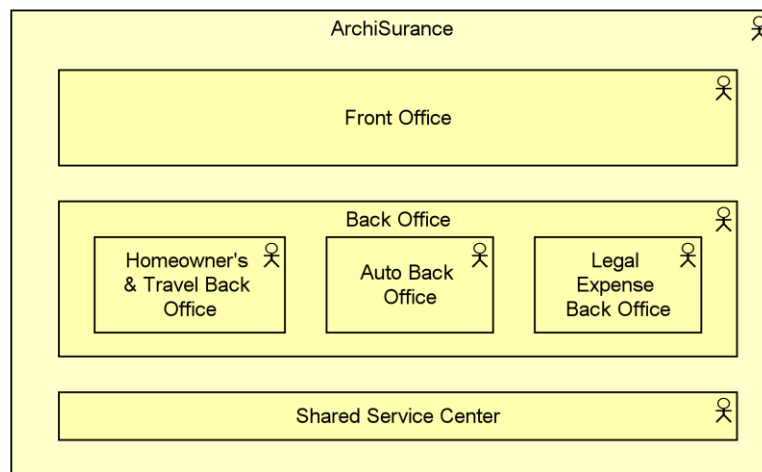 ArchiSurance
Front Office
Back Office
Homeowner's
& Travel Back
Office
Auto Back
Office
Legal
Expense
Back Office
Shared Service Center